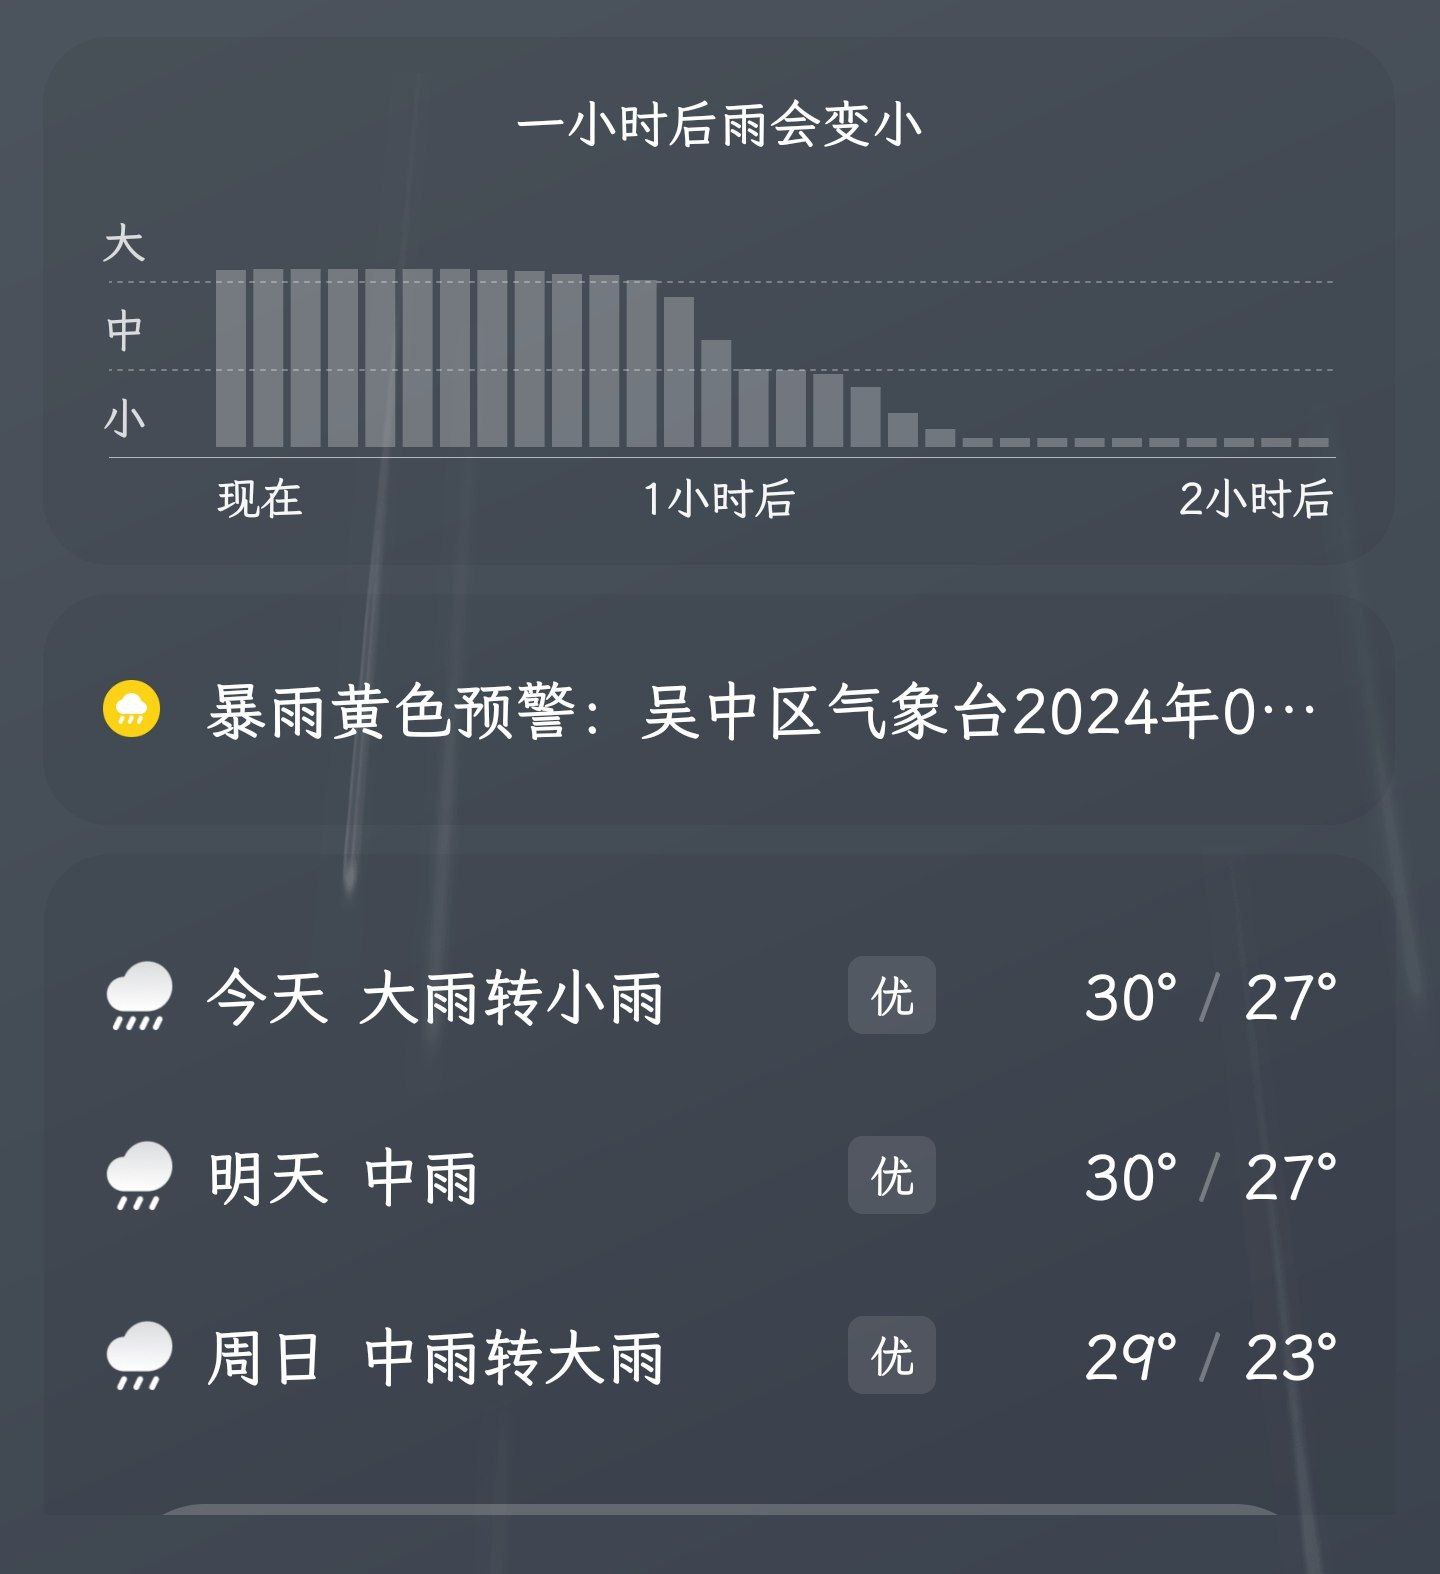 一小时后雨会变小
大
中
小
现在 1小时后 2小时后
暴雨黄色预警：吴中区气象台2024年0…
今天 大雨转小雨 优 30° / 27°
明天 中雨 优 30° / 27°
周日 中雨转大雨 优 29° / 23°